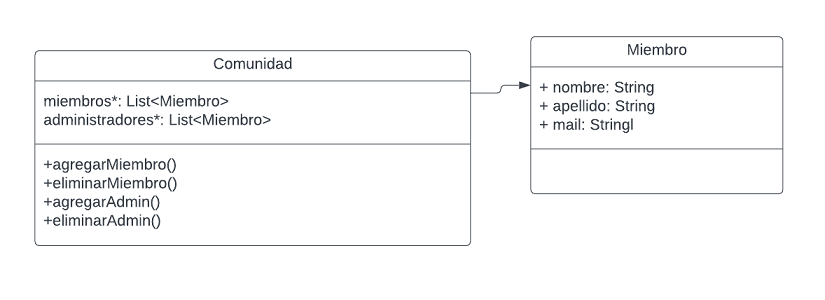 Comunidad
miembros*: List<Miembro>
administradores*: List<Miembro>
+agregarMiembro()
+eliminarMiembro()
+agregarAdmin()
+eliminarAdmin()
Miembro
+ nombre: String
+ apellido: String
+ mail: Stringl